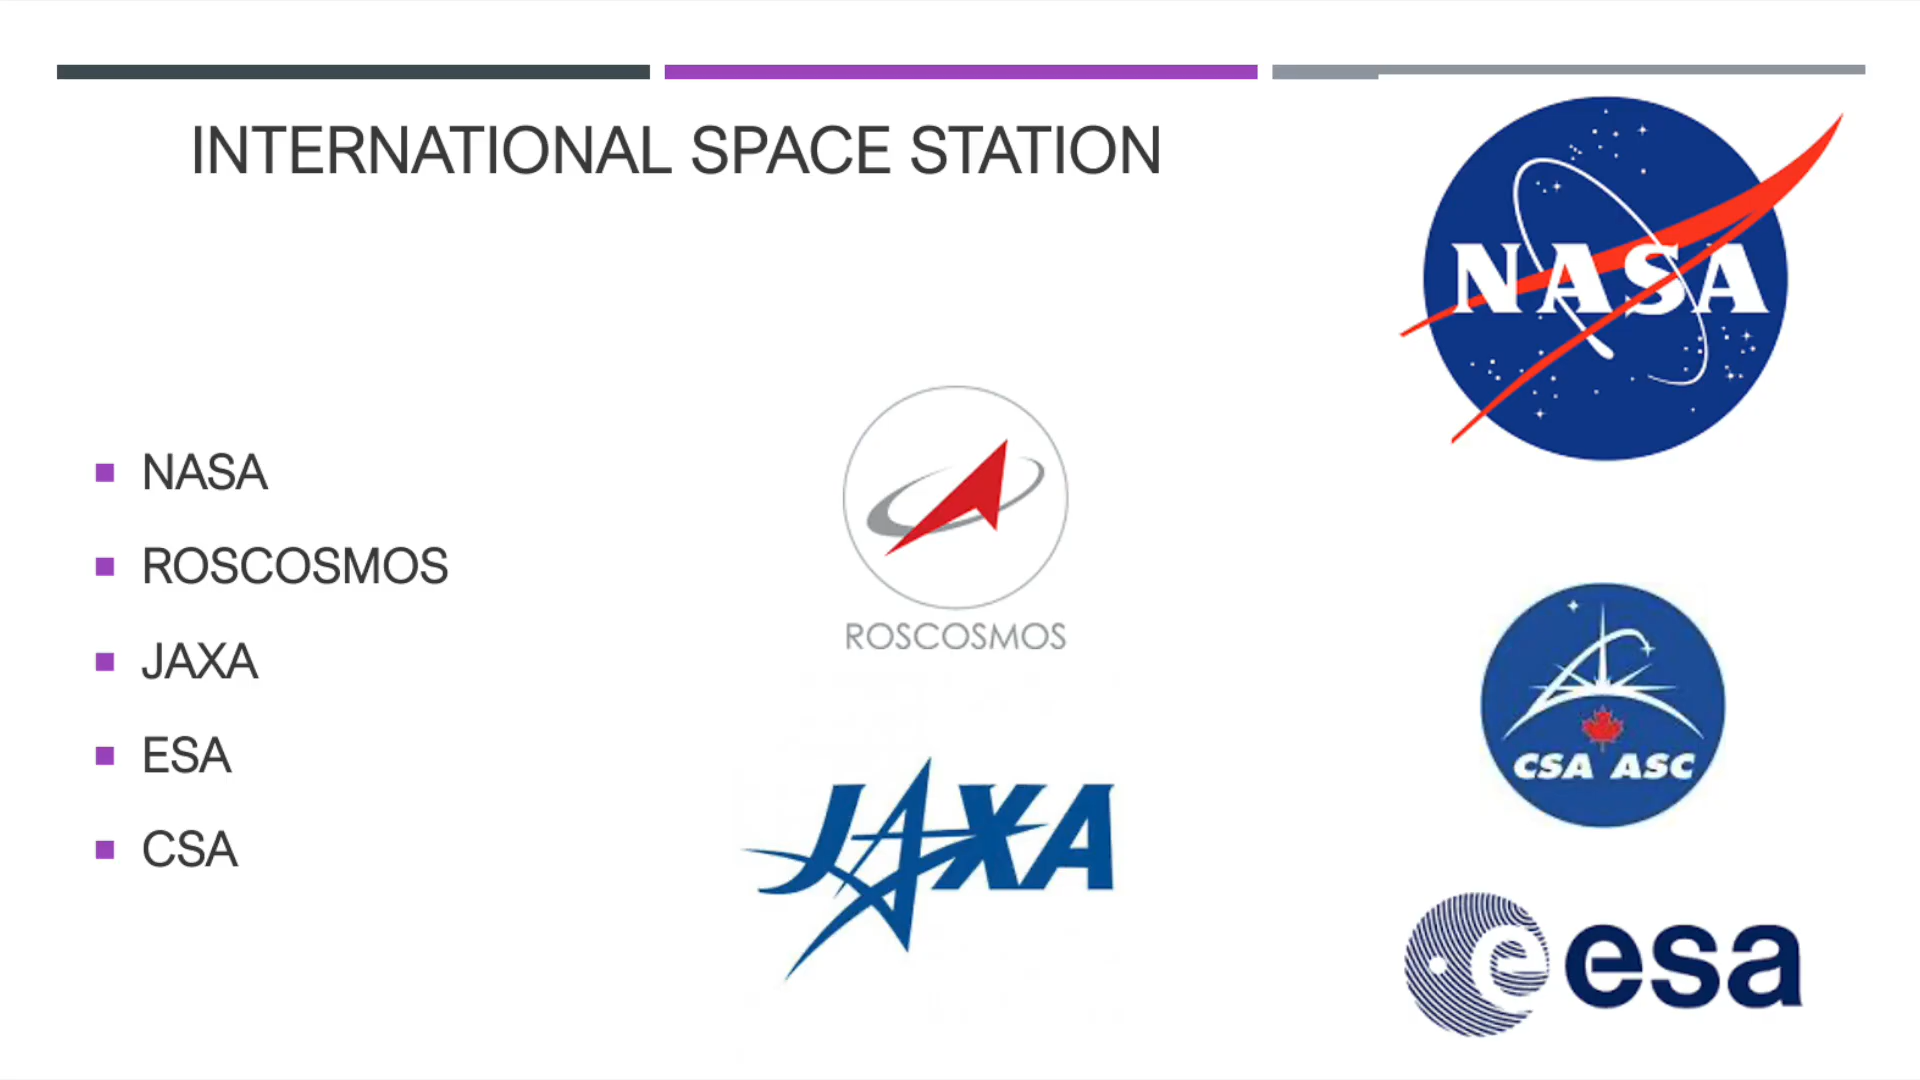 INTERNATIONAL SPACE STATION
NASA
ROSCOSMOS
JAXA
ESA
CSA
NASA
ROSCOSMOS
JAXA
CSA ASC
esa